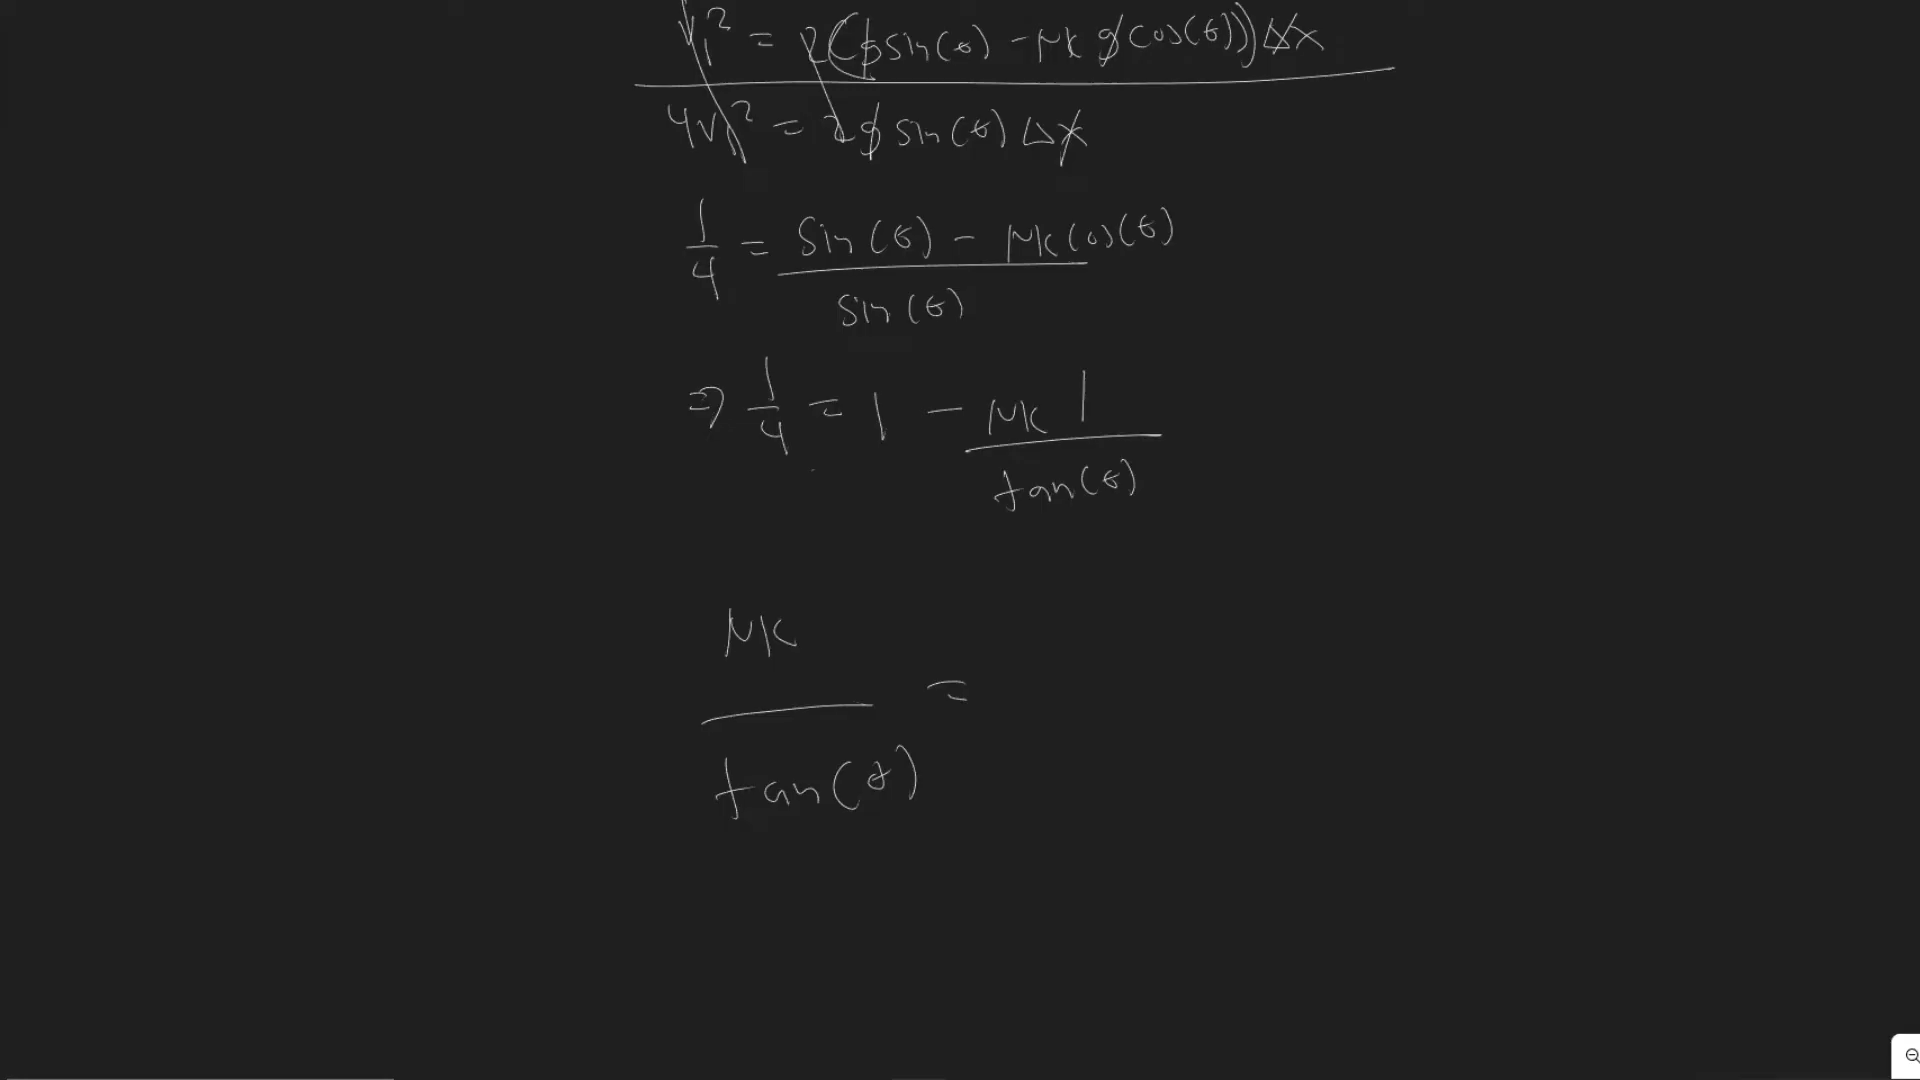 v₁² = 2(g sin(θ) - μk g cos(θ)) Δx
4v₁² = 2g sin(θ) Δx
1/4 = (sin(θ) - μk cos(θ)) / sin(θ)
⇒ 1/4 = 1 - μk 1 / tan(θ)
μk / tan(θ) =